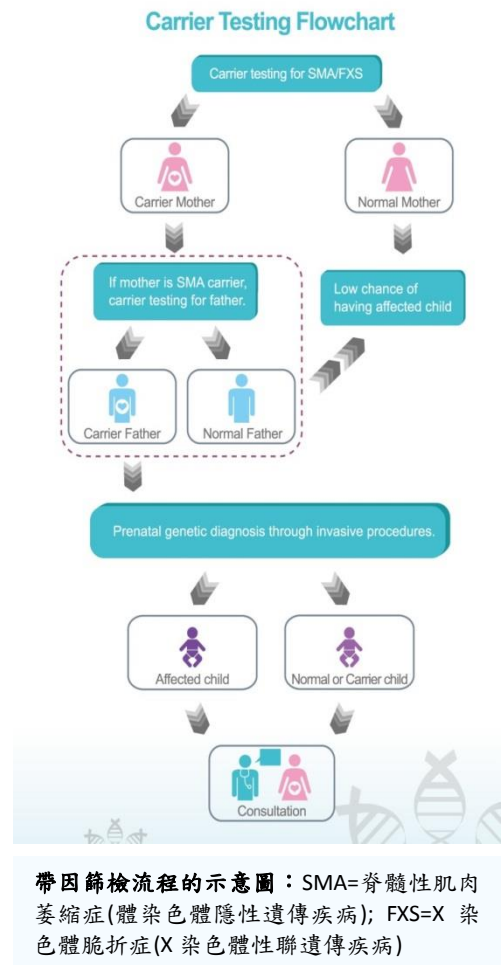 Carrier Testing Flowchart
Carrier testing for SMA/FXS
Carrier Mother
Normal Mother
If mother is SMA carrier,
carrier testing for father.
Low chance of
having affected child
Carrier Father
Normal Father
Prenatal genetic diagnosis through invasive procedures.
Affected child
Normal or Carrier child
Consultation
帶因篩檢流程的示意圖：SMA=脊髓性肌肉
萎縮症(體染色體隱性遺傳疾病); FXS=X 染
色體脆折症(X 染色體性聯遺傳疾病)